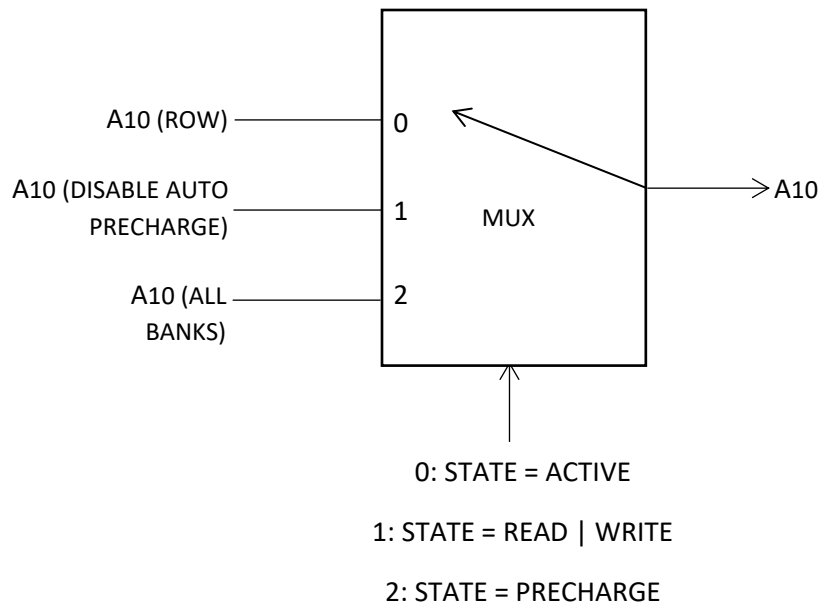 A10 (ROW)
0
A10 (DISABLE AUTO
PRECHARGE)
1
MUX
A10
A10 (ALL
BANKS)
2
0: STATE = ACTIVE
1: STATE = READ | WRITE
2: STATE = PRECHARGE